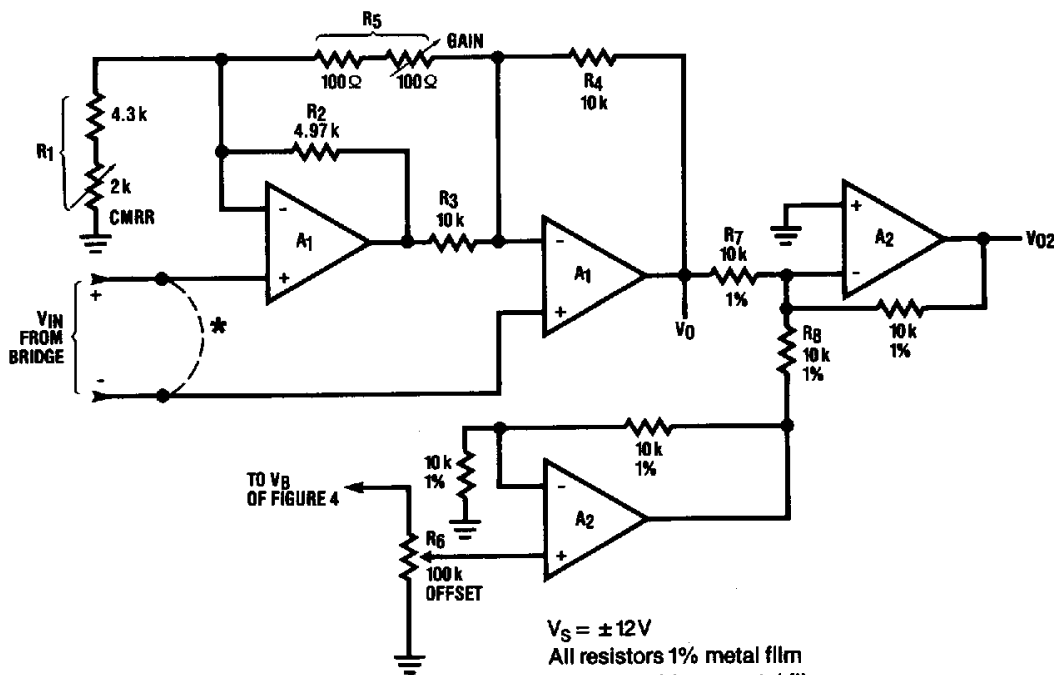 R5
GAIN
100Ω
100Ω
R4
10k
R1
4.3k
2k
CMRR
R2
4.97k
-
A1
+
R3
10k
-
A1
+
VIN
FROM
BRIDGE
+
-
*
VO
R7
10k
1%
+
A2
-
VO2
10k
1%
R8
10k
1%
10k
1%
10k
1%
-
A2
+
TO VB
OF FIGURE 4
R6
100k
OFFSET
VS = ±12V
All resistors 1% metal film